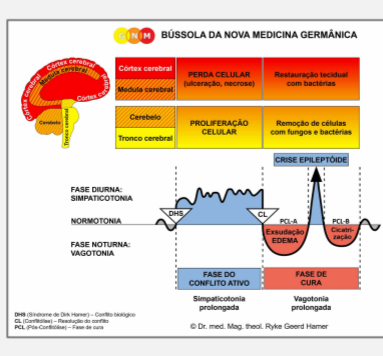 GNM BÚSSOLA DA NOVA MEDICINA GERMÂNICA
Córtex cerebral
Medula cerebral
Córtex cerebral
Córtex cerebral
Cerebelo
Tronco cerebral
Córtex cerebral
Medula cerebral
PERDA CELULAR
(ulceração, necrose)
Restauração tecidual
com bactérias
Cerebelo
Tronco cerebral
PROLIFERAÇÃO
CELULAR
Remoção de células
com fungos e bactérias
CRISE EPILEPTÓIDE
FASE DIURNA:
SIMPATICOTONIA
NORMOTONIA
FASE NOTURNA:
VAGOTONIA
DHS
CL
PCL-A
PCL-B
Exsudação
EDEMA
Cicatri-
zação
FASE DO
CONFLITO ATIVO
FASE DE
CURA
Simpaticotonia
prolongada
Vagotonia
prolongada
DHS (Síndrome de Dirk Hamer) – Conflito biológico
CL (Conflitólise) – Resolução do conflito
PCL (Pós-Conflitólise) – Fase de cura
© Dr. med. Mag. theol. Ryke Geerd Hamer